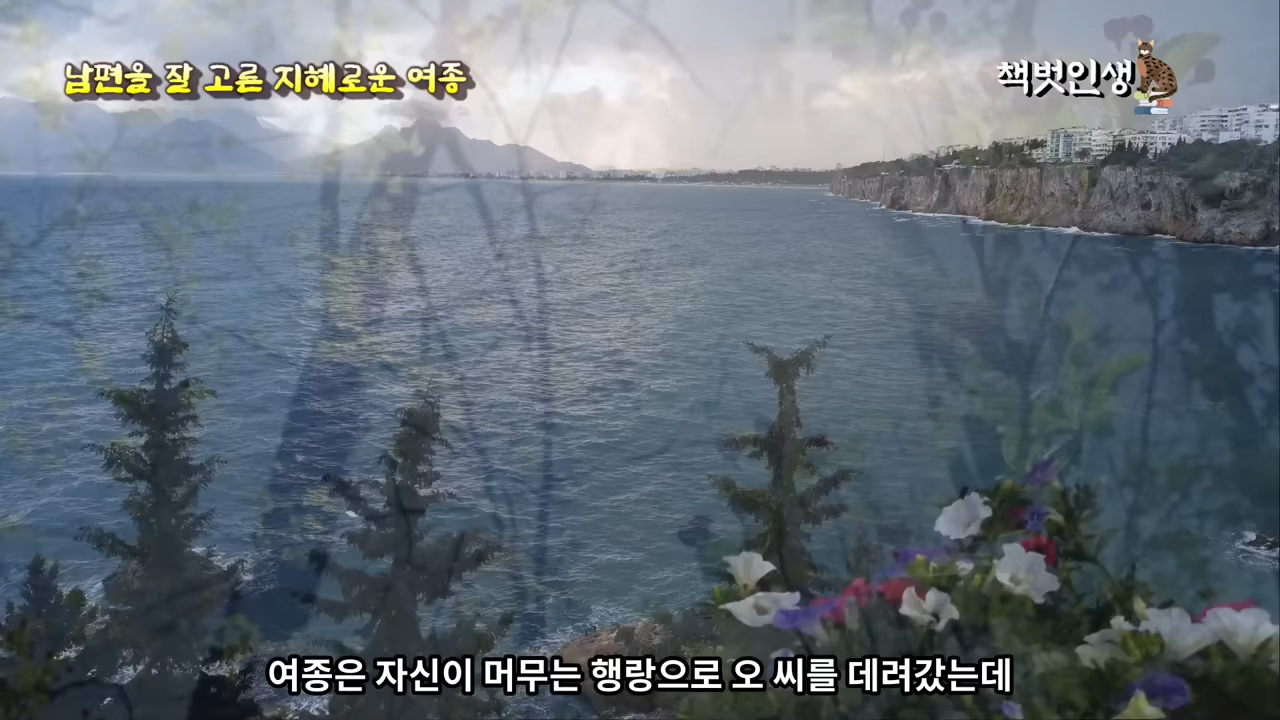 남편을 잘 고른 지혜로운 여종
책벗인생
여종은 자신이 머무는 행랑으로 오 씨를 데려갔는데